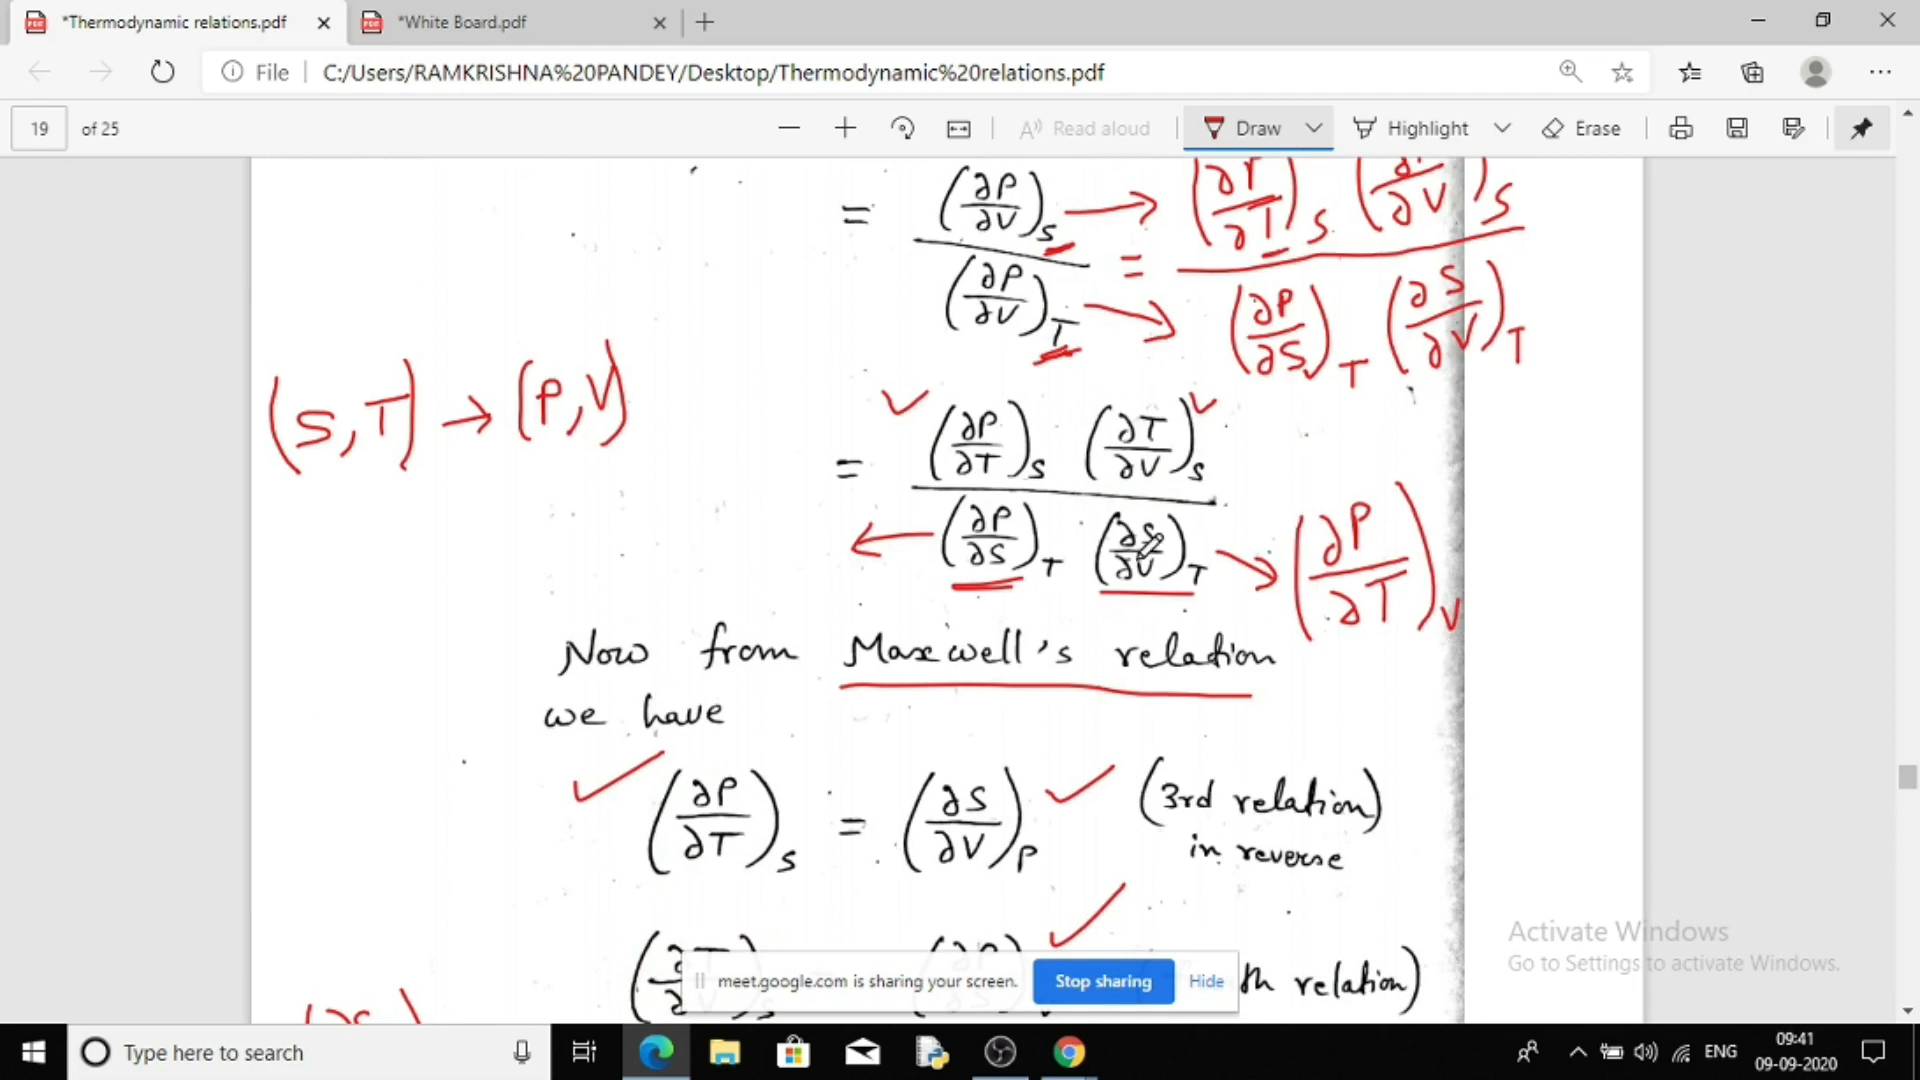 *Thermodynamic relations.pdf
*White Board.pdf
File
C:/Users/RAMKRISHNA%20PANDEY/Desktop/Thermodynamic%20relations.pdf
19 of 25
Read aloud
Draw
Highlight
Erase
= (∂P/∂V)_S / (∂P/∂V)_T
= (∂P/∂S)_T (∂S/∂V)_T
(S,T) → (P,V)
= (∂P/∂T)_S (∂T/∂V)_S / (∂P/∂S)_T (∂S/∂V)_T
(∂P/∂T)_V
Now from Maxwell's relation
we have
(∂P/∂T)_S = (∂S/∂V)_P (3rd relation)
in reverse
th relation)
meet.google.com is sharing your screen.
Stop sharing
Hide
Activate Windows
Go to Settings to activate Windows.
Type here to search
ENG
09:41
09-09-2020